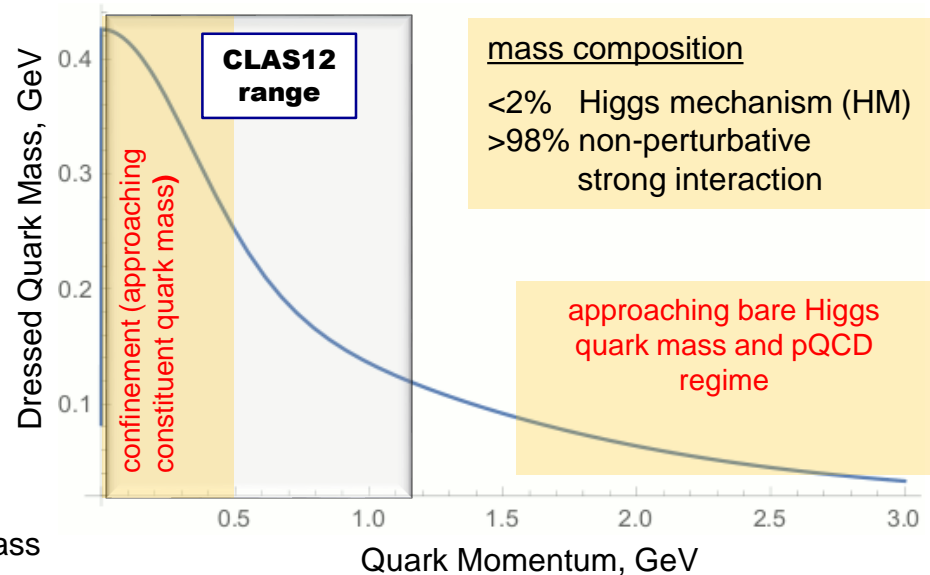 CLAS12
range
mass composition
<2% Higgs mechanism (HM)
>98% non-perturbative
strong interaction
Dressed Quark Mass, GeV
0.4
0.3
0.2
0.1
confinement (approaching
constituent quark mass)
approaching bare Higgs
quark mass and pQCD
regime
0.5 1.0 1.5 2.0 2.5 3.0
Quark Momentum, GeV